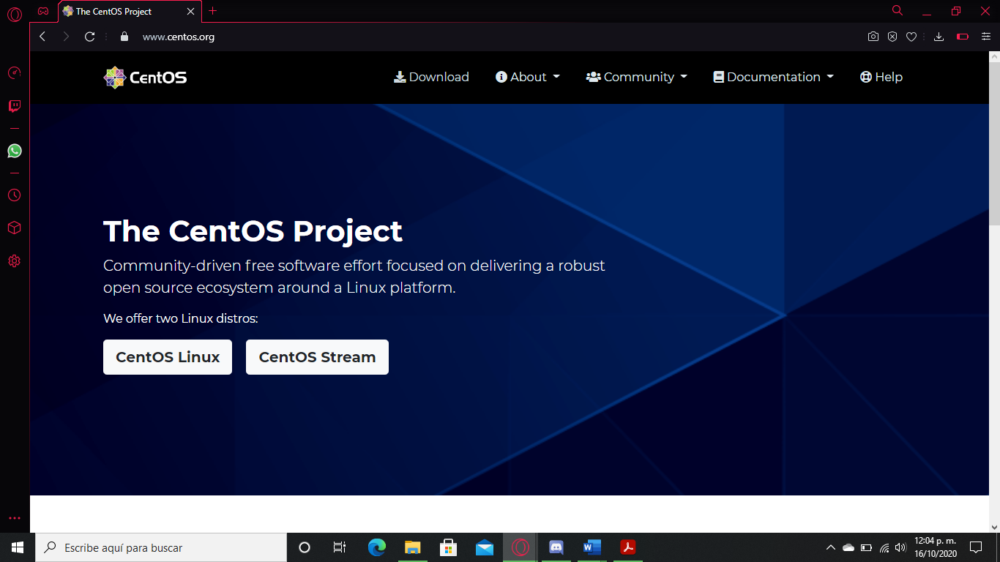 The CentOS Project
www.centos.org
CentOS
Download
About
Community
Documentation
Help
The CentOS Project
Community-driven free software effort focused on delivering a robust
open source ecosystem around a Linux platform.
We offer two Linux distros:
CentOS Linux
CentOS Stream
Escribe aquí para buscar
12:04 p. m.
16/10/2020